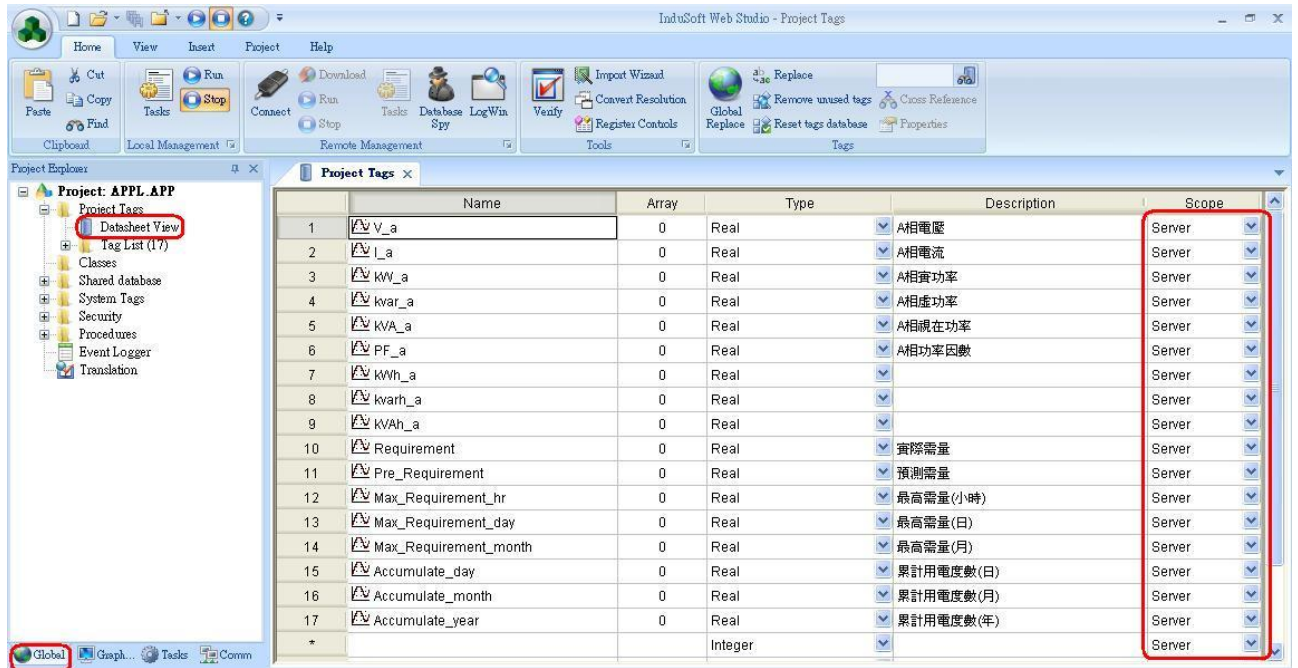 InduSoft Web Studio - Project Tags
Home View Insert Project Help
Paste
Cut
Copy
Find
Clipboard
Tasks
Run
Stop
Local Management
Connect
Download
Run
Stop
Tasks
Database Spy
LogWin
Remote Management
Verify
Import Wizard
Convert Resolution
Register Controls
Tools
Global Replace
Replace
Remove unused tags
Reset tags database
Cross Reference
Properties
Tags
Project Explorer
Project: APPL.APP
Project Tags
Datasheet View
Tag List (17)
Classes
Shared database
System Tags
Security
Procedures
Event Logger
Translation
Global Graph... Tasks Comm
Project Tags
Name Array Type Description Scope
1 V_a 0 Real A相電壓 Server
2 I_a 0 Real A相電流 Server
3 kW_a 0 Real A相實功率 Server
4 kvar_a 0 Real A相虛功率 Server
5 kVA_a 0 Real A相視在功率 Server
6 PF_a 0 Real A相功率因數 Server
7 kWh_a 0 Real Server
8 kvarh_a 0 Real Server
9 kVAh_a 0 Real Server
10 Requirement 0 Real 實際需量 Server
11 Pre_Requirement 0 Real 預測需量 Server
12 Max_Requirement_hr 0 Real 最高需量(小時) Server
13 Max_Requirement_day 0 Real 最高需量(日) Server
14 Max_Requirement_month 0 Real 最高需量(月) Server
15 Accumulate_day 0 Real 累計用電度數(日) Server
16 Accumulate_month 0 Real 累計用電度數(月) Server
17 Accumulate_year 0 Real 累計用電度數(年) Server
* Integer Server